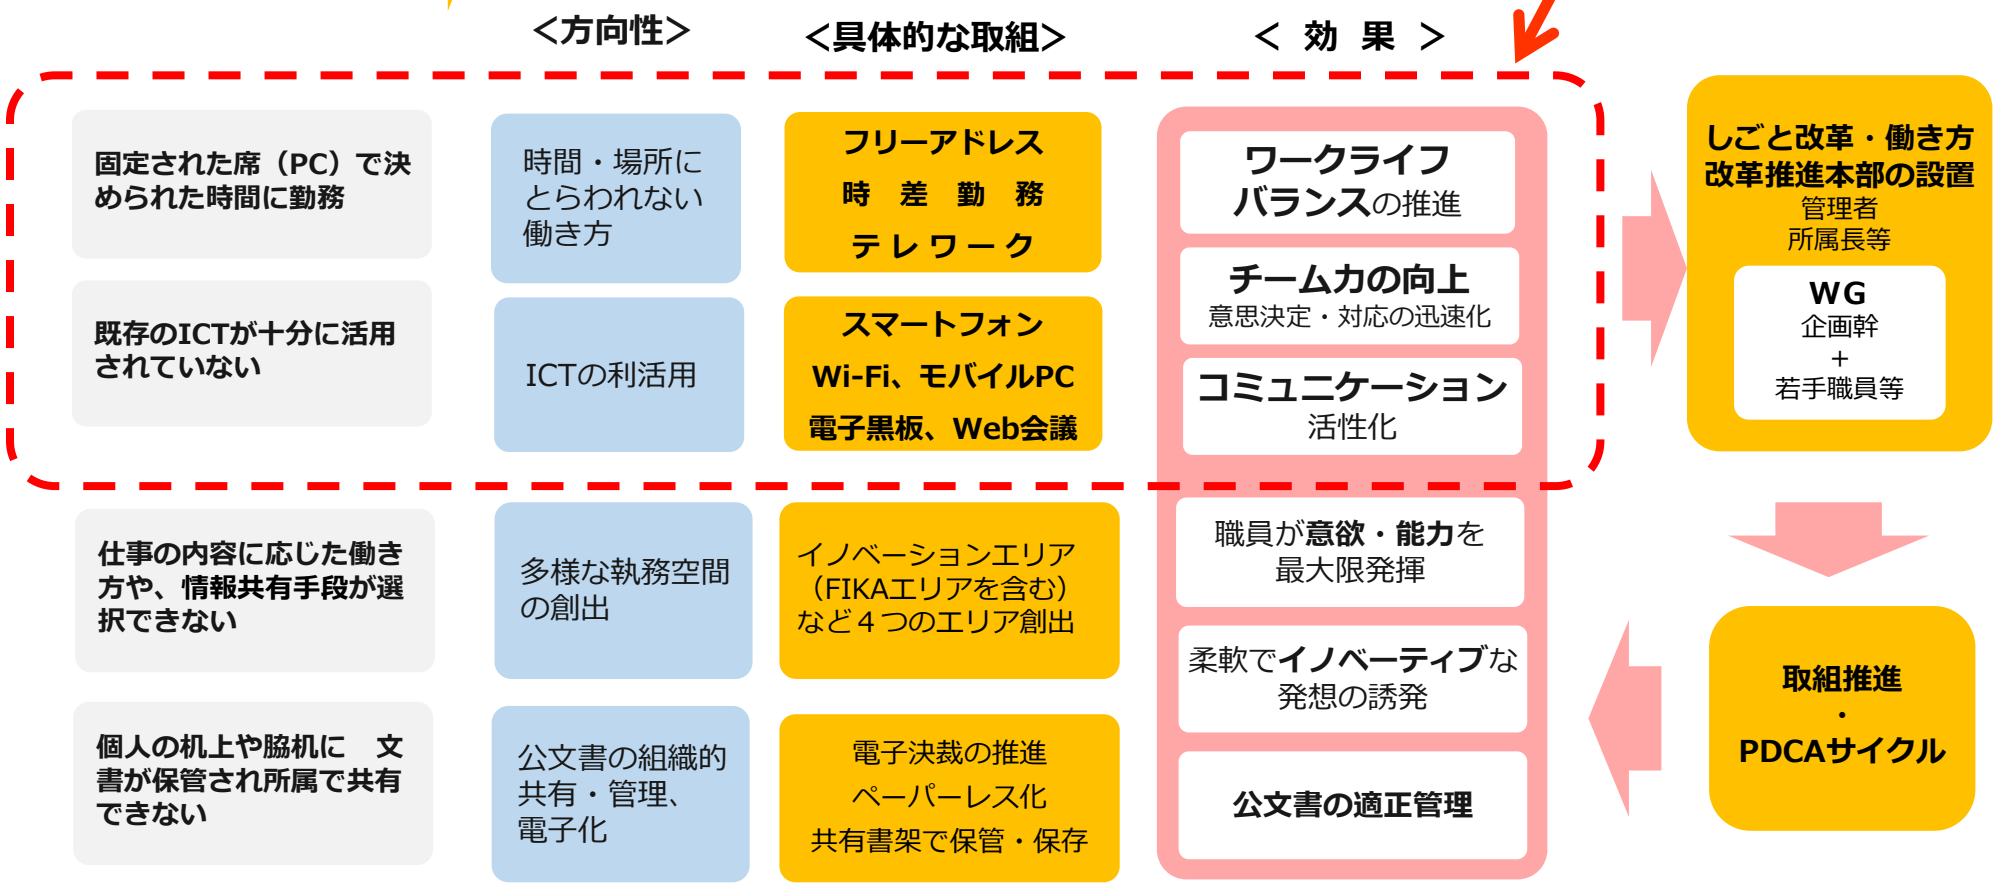 ＜方向性＞
＜具体的な取組＞
＜ 効 果 ＞
固定された席（PC）で決
められた時間に勤務
時間・場所に
とらわれない
働き方
フリーアドレス
時 差 勤 務
テ レ ワ ー ク
既存のICTが十分に活用
されていない
ICTの利活用
スマートフォン
Wi-Fi、モバイルPC
電子黒板、Web会議
仕事の内容に応じた働き
方や、情報共有手段が選
択できない
多様な執務空間
の創出
イノベーションエリア
（FIKAエリアを含む）
など４つのエリア創出
個人の机上や脇机に　文
書が保管され所属で共有
できない
公文書の組織的
共有・管理、
電子化
電子決裁の推進
ペーパーレス化
共有書架で保管・保存
ワークライフ
バランスの推進
チーム力の向上
意思決定・対応の迅速化
コミュニケーション
活性化
職員が意欲・能力を
最大限発揮
柔軟でイノベーティブな
発想の誘発
公文書の適正管理
しごと改革・働き方
改革推進本部の設置
管理者
所属長等
WG
企画幹
＋
若手職員等
取組推進
・
PDCAサイクル